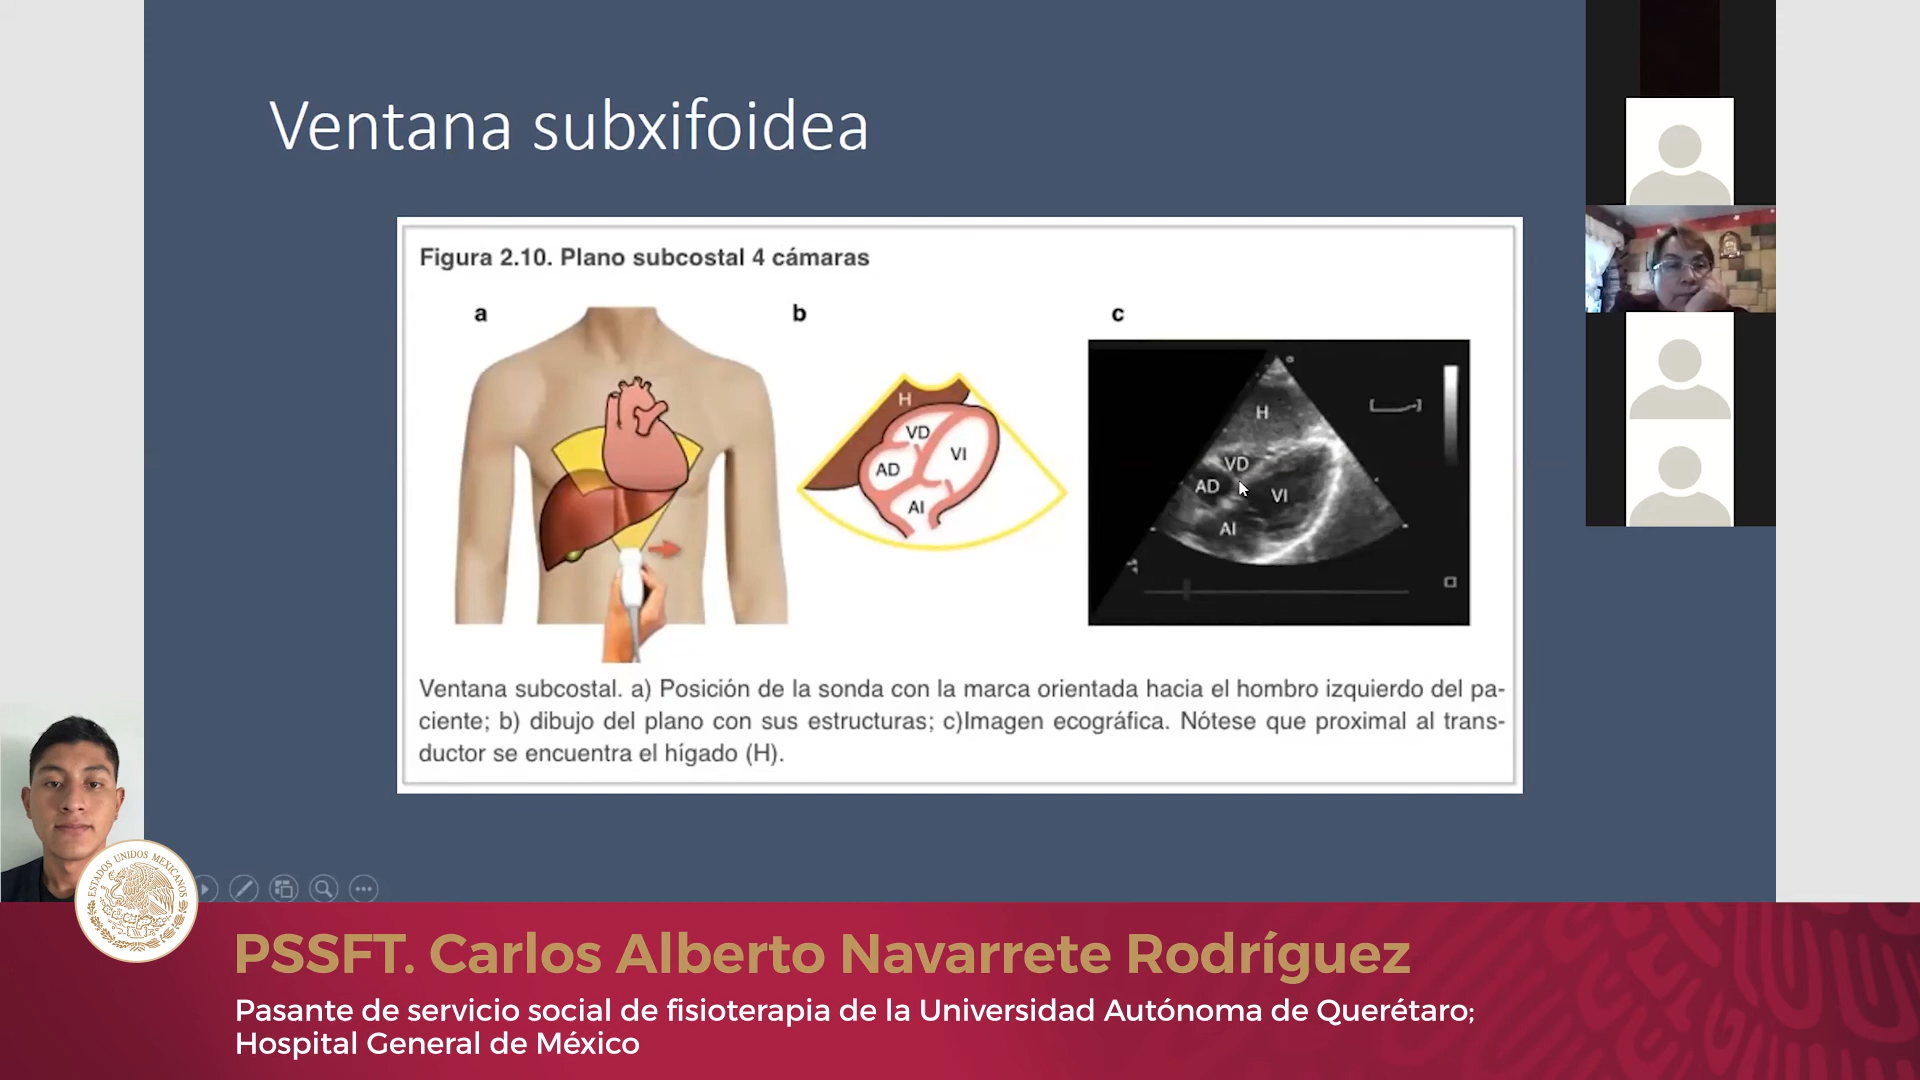 Ventana subxifoidea
Figura 2.10. Plano subcostal 4 cámaras
a
b
c
H
VD
VI
AD
AI
H
VD
AD
VI
AI
Ventana subcostal. a) Posición de la sonda con la marca orientada hacia el hombro izquierdo del pa-
ciente; b) dibujo del plano con sus estructuras; c)Imagen ecográfica. Nótese que proximal al trans-
ductor se encuentra el hígado (H).
ESTADOS UNIDOS MEXICANOS
PSSFT. Carlos Alberto Navarrete Rodríguez
Pasante de servicio social de fisioterapia de la Universidad Autónoma de Querétaro;
Hospital General de México